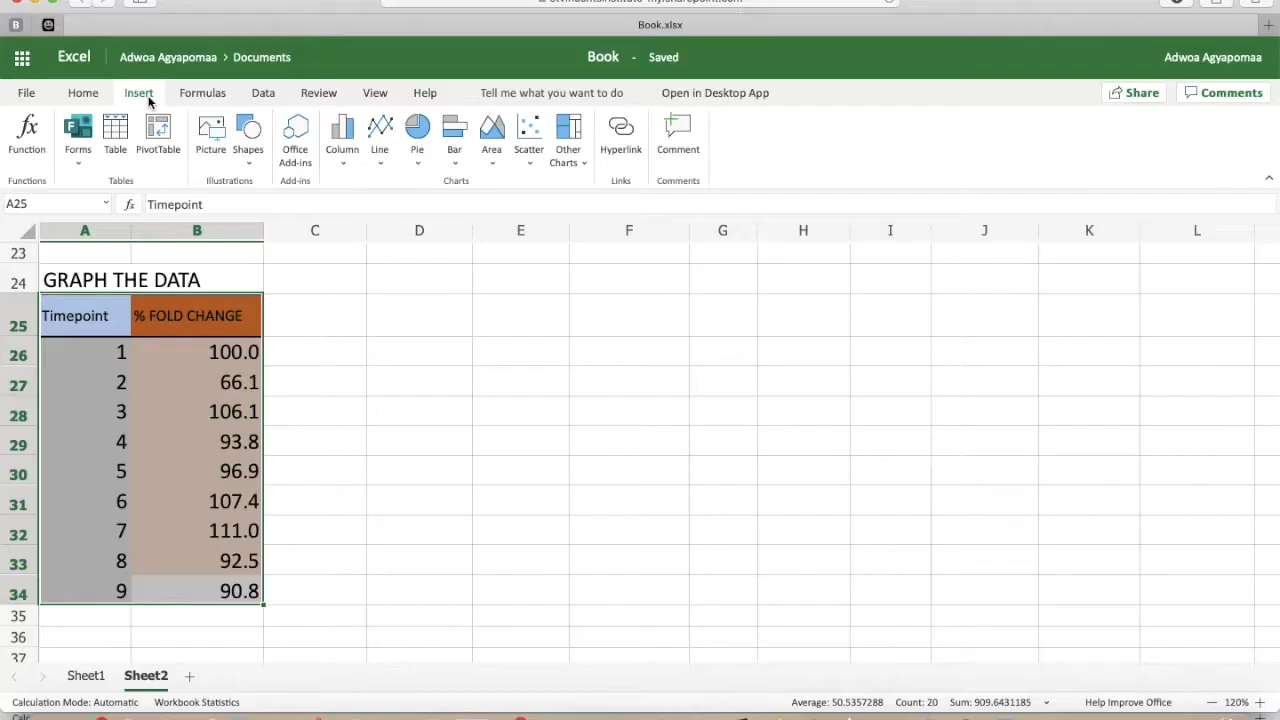 Book.xlsx
B
Excel Adwoa Agyapomaa > Documents Book - Saved Adwoa Agyapomaa
File Home Insert Formulas Data Review View Help Tell me what you want to do Open in Desktop App Share Comments
Function Forms Table PivotTable Picture Shapes Office Add-ins Column Line Pie Bar Area Scatter Other Charts Hyperlink Comment
Functions Tables Illustrations Add-ins Charts Links Comments
A25 fx Timepoint
A B C D E F G H I J K L
23
24 GRAPH THE DATA
25 Timepoint % FOLD CHANGE
26 1 100.0
27 2 66.1
28 3 106.1
29 4 93.8
30 5 96.9
31 6 107.4
32 7 111.0
33 8 92.5
34 9 90.8
35
36
37
Sheet1 Sheet2 +
Calculation Mode: Automatic Workbook Statistics Average: 50.5357288 Count: 20 Sum: 909.6431185 Help Improve Office — 120% +